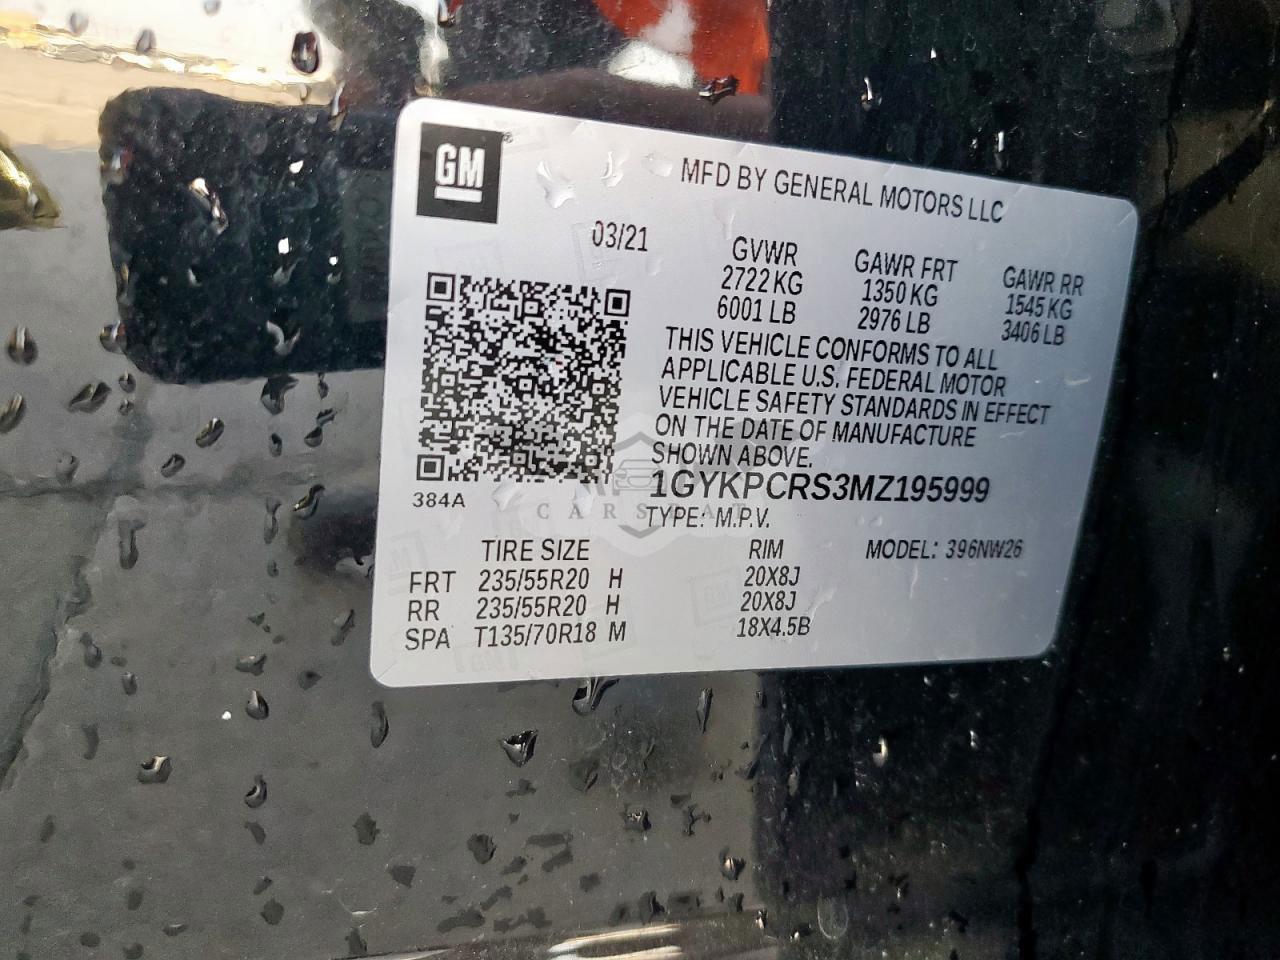 GM
MFD BY GENERAL MOTORS LLC
03/21
GVWR GAWR FRT GAWR RR
2722 KG 1350 KG 1545 KG
6001 LB 2976 LB 3406 LB
THIS VEHICLE CONFORMS TO ALL
APPLICABLE U.S. FEDERAL MOTOR
VEHICLE SAFETY STANDARDS IN EFFECT
ON THE DATE OF MANUFACTURE
SHOWN ABOVE.
1GYKPCRS3MZ195999
384A
TYPE: M.P.V.
TIRE SIZE RIM MODEL: 396NW26
FRT 235/55R20 H 20X8J
RR 235/55R20 H 20X8J
SPA T135/70R18 M 18X4.5B